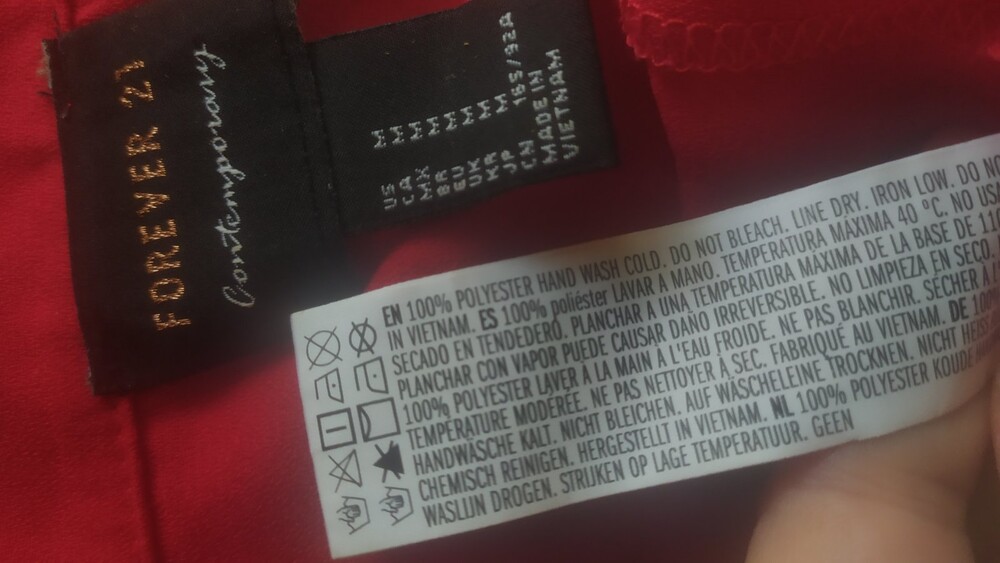 FOREVER 21
Contemporary
US M
CA M
MX M
BR M
EU M
UK M
KR M
JP M
CN 165/92A
MADE IN
VIETNAM
EN 100% POLYESTER HAND WASH COLD. DO NOT BLEACH. LINE DRY. IRON LOW. DO NO
IN VIETNAM. ES 100% poliéster LAVAR A MANO. TEMPERATURA MÁXIMA 40 °C. NO USA
SECADO EN TENDEDERO. PLANCHAR A UNA TEMPERATURA MÁXIMA DE LA BASE DE 110
PLANCHAR CON VAPOR PUEDE CAUSAR DAÑO IRREVERSIBLE. NO LIMPIEZA EN SECO.
100% POLYESTER LAVER À LA MAIN À L'EAU FROIDE. NE PAS BLANCHIR. SÉCHER À
TEMPERATURE MODÉRÉE. NE PAS NETTOYER À SEC. FABRIQUÉ AU VIETNAM. DE 100
HANDWÄSCHE KALT. NICHT BLEICHEN. AUF WÄSCHELEINE TROCKNEN. NICHT HEISS
CHEMISCH REINIGEN. HERGESTELLT IN VIETNAM. NL 100% POLYESTER KOUDE
WASLIJN DROGEN. STRIJKEN OP LAGE TEMPERATUUR. GEEN